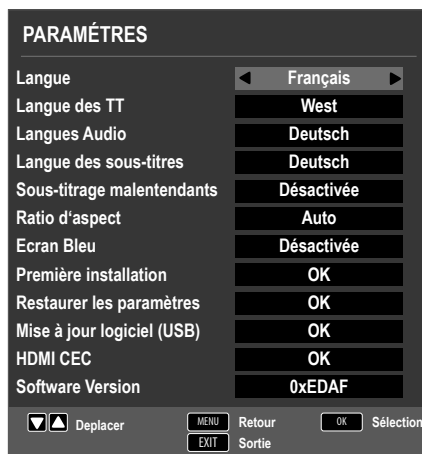 PARAMÉTRES
Langue Français
Langue des TT West
Langues Audio Deutsch
Langue des sous-titres Deutsch
Sous-titrage malentendants Désactivée
Ratio d‘aspect Auto
Ecran Bleu Désactivée
Première installation OK
Restaurer les paramètres OK
Mise à jour logiciel (USB) OK
HDMI CEC OK
Software Version 0xEDAF
Deplacer MENU Retour OK Sélection
EXIT Sortie